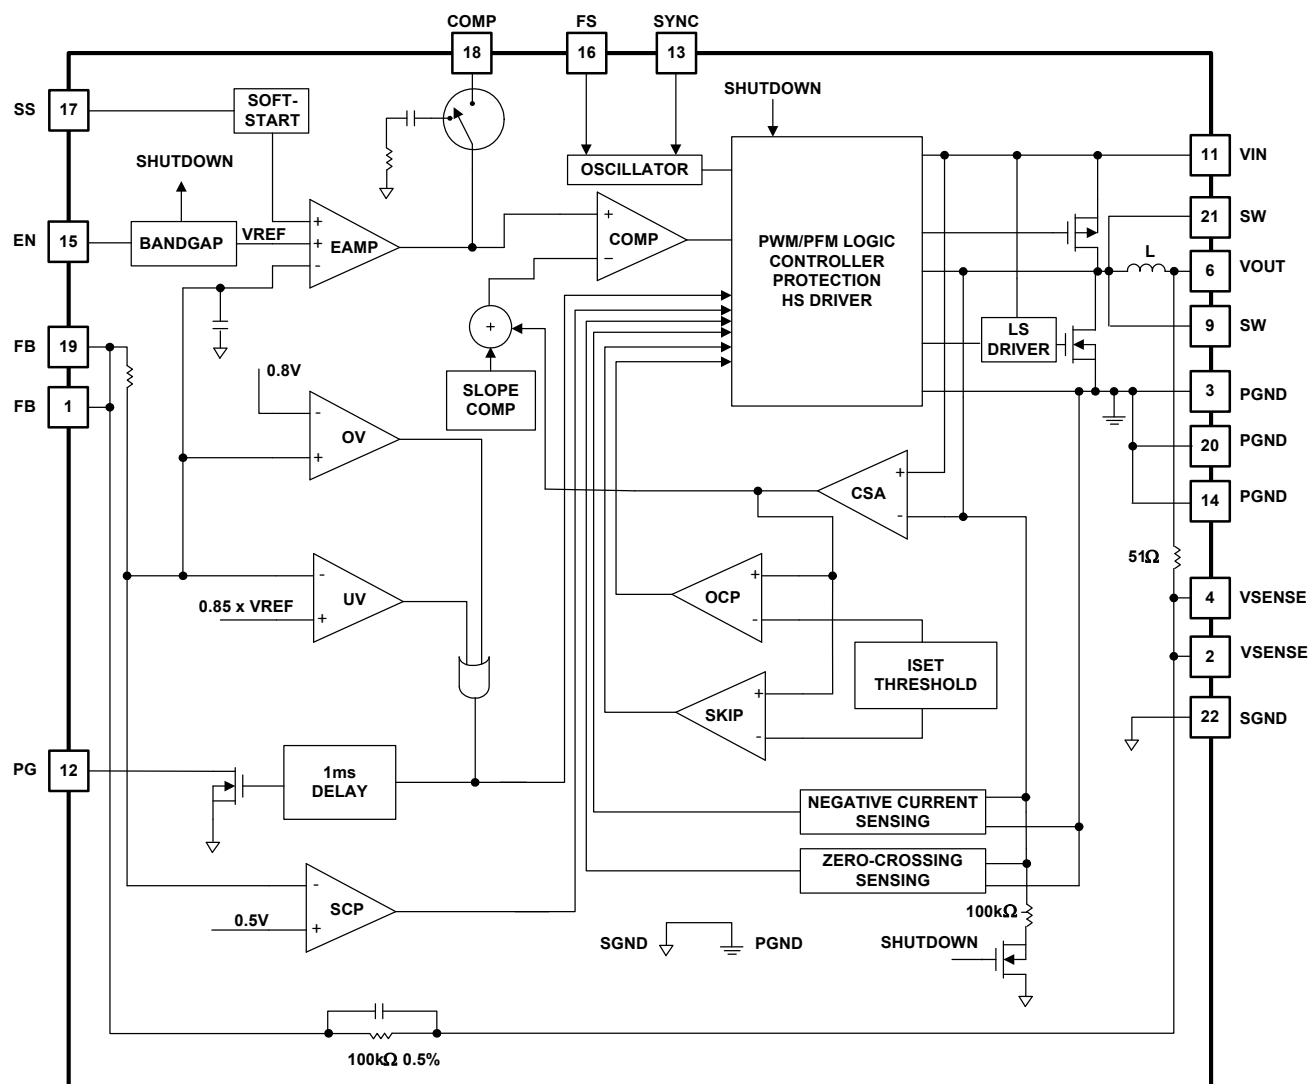 COMP
FS
SYNC
18
16
13
SS
17
SOFT-
START
SHUTDOWN
SHUTDOWN
OSCILLATOR
11
VIN
EN
15
BANDGAP
VREF
+
+
-
EAMP
+
-
COMP
PWM/PFM LOGIC
CONTROLLER
PROTECTION
HS DRIVER
21
SW
L
6
VOUT
FB
19
+
LS
DRIVER
9
SW
FB
1
0.8V
SLOPE
COMP
3
PGND
-
+
OV
20
PGND
CSA
+
-
14
PGND
51Ω
-
+
UV
0.85 x VREF
OCP
+
-
4
VSENSE
ISET
THRESHOLD
2
VSENSE
SKIP
+
-
22
SGND
PG
12
1ms
DELAY
NEGATIVE CURRENT
SENSING
ZERO-CROSSING
SENSING
-
+
SCP
0.5V
100kΩ
SGND
PGND
SHUTDOWN
100kΩ 0.5%